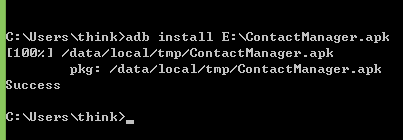 C:\Users\think>adb install E:\ContactManager.apk
[100%] /data/local/tmp/ContactManager.apk
        pkg: /data/local/tmp/ContactManager.apk
Success
C:\Users\think>_